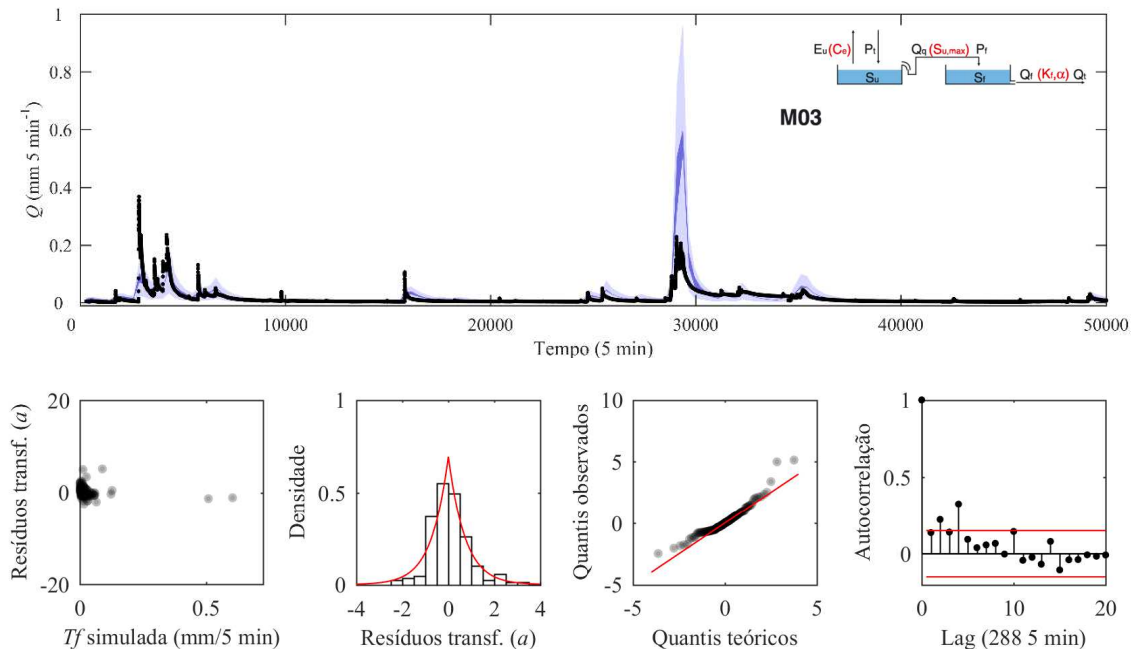 1
0.8
0.6
0.4
0.2
0
Q (mm 5 min⁻¹)
Eu (Ce) Pt Qq (Su,max) Pf
Su Sf Qf (Kf,α) Qt
M03
0 10000 20000 30000 40000 50000
Tempo (5 min)
20
0
-20
Resíduos transf. (a)
0 0.5
Tf simulada (mm/5 min)
1
0.5
0
Densidade
-4 -2 0 2 4
Resíduos transf. (a)
10
5
0
-5
Quantis observados
-5 0 5
Quantis teóricos
1
0.5
0
Autocorrelação
0 10 20
Lag (288 5 min)